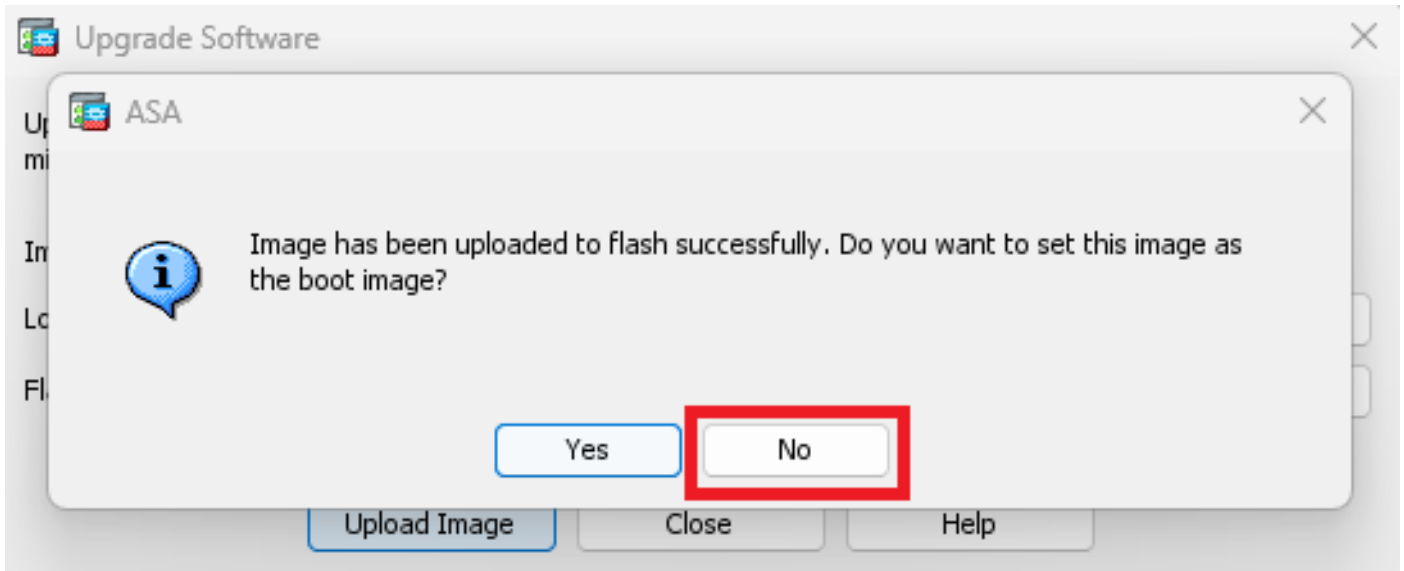 Upgrade Software
ASA
Image has been uploaded to flash successfully. Do you want to set this image as
the boot image?
Yes No
Upload Image Close Help